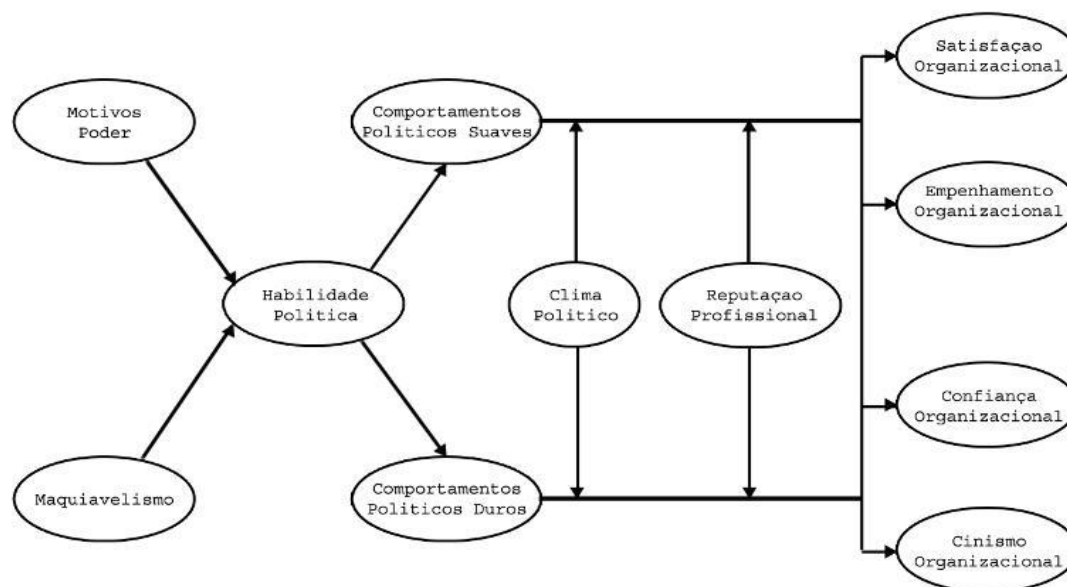 Motivos
Poder
Maquiavelismo
Habilidade
Politica
Comportamentos
Politicos Suaves
Comportamentos
Politicos Duros
Clima
Politico
Reputaçao
Profissional
Satisfaçao
Organizacional
Empenhamento
Organizacional
Confiança
Organizacional
Cinismo
Organizacional